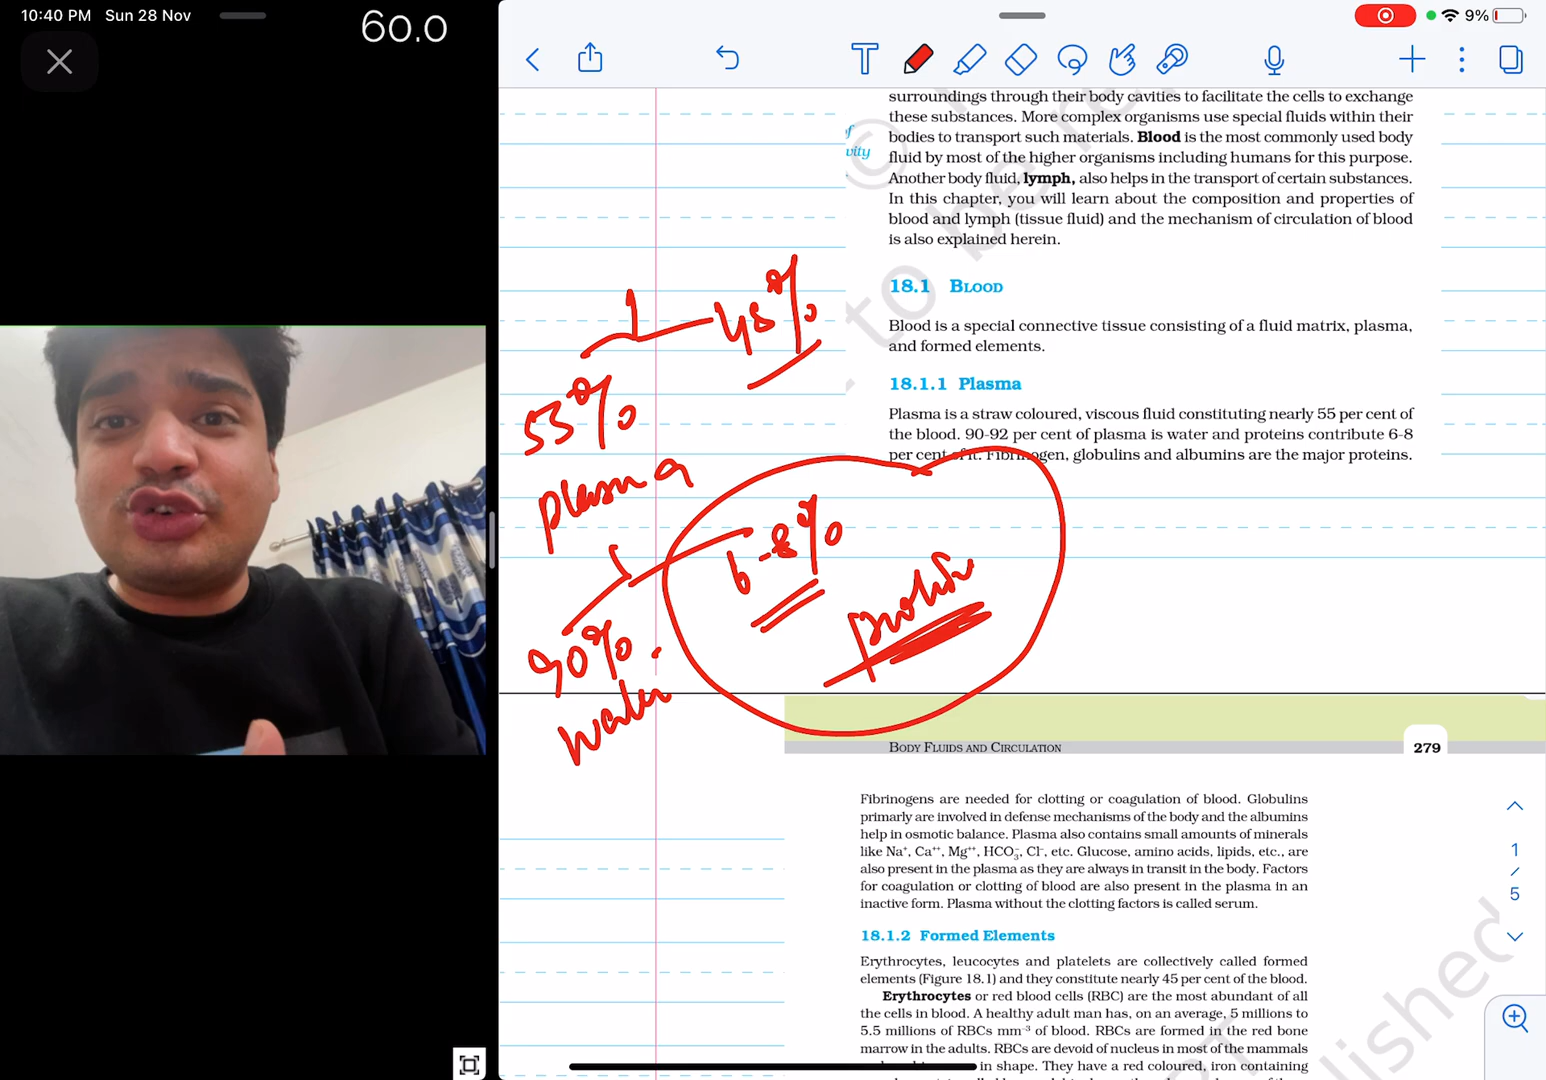 10:40 PM Sun 28 Nov
60.0
9%
T
surroundings through their body cavities to facilitate the cells to exchange
these substances. More complex organisms use special fluids within their
bodies to transport such materials. Blood is the most commonly used body
fluid by most of the higher organisms including humans for this purpose.
Another body fluid, lymph, also helps in the transport of certain substances.
In this chapter, you will learn about the composition and properties of
blood and lymph (tissue fluid) and the mechanism of circulation of blood
is also explained herein.
of
vity
©
to be re
18.1 BLOOD
Blood is a special connective tissue consisting of a fluid matrix, plasma,
and formed elements.
18.1.1 Plasma
Plasma is a straw coloured, viscous fluid constituting nearly 55 per cent of
the blood. 90-92 per cent of plasma is water and proteins contribute 6-8
per cent of it. Fibrinogen, globulins and albumins are the major proteins.
45%
55%
plasma
6-8%
protein
90%
water
BODY FLUIDS AND CIRCULATION
279
Fibrinogens are needed for clotting or coagulation of blood. Globulins
primarily are involved in defense mechanisms of the body and the albumins
help in osmotic balance. Plasma also contains small amounts of minerals
like Na⁺, Ca⁺⁺, Mg⁺⁺, HCO₃⁻, Cl⁻, etc. Glucose, amino acids, lipids, etc., are
also present in the plasma as they are always in transit in the body. Factors
for coagulation or clotting of blood are also present in the plasma in an
inactive form. Plasma without the clotting factors is called serum.
18.1.2 Formed Elements
Erythrocytes, leucocytes and platelets are collectively called formed
elements (Figure 18.1) and they constitute nearly 45 per cent of the blood.
Erythrocytes or red blood cells (RBC) are the most abundant of all
the cells in blood. A healthy adult man has, on an average, 5 millions to
5.5 millions of RBCs mm⁻³ of blood. RBCs are formed in the red bone
marrow in the adults. RBCs are devoid of nucleus in most of the mammals
in shape. They have a red coloured, iron containing
1
/
5
lished